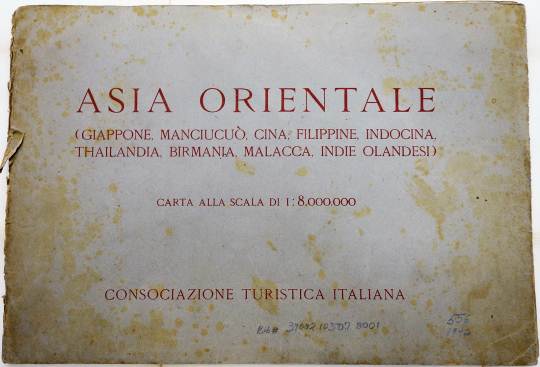 ASIA ORIENTALE
(GIAPPONE, MANCIUCUÒ, CINA, FILIPPINE, INDOCINA,
THAILANDIA, BIRMANIA, MALACCA, INDIE OLANDESI)
CARTA ALLA SCALA DI 1:8,000.000
CONSOCIAZIONE TURISTICA ITALIANA
1942